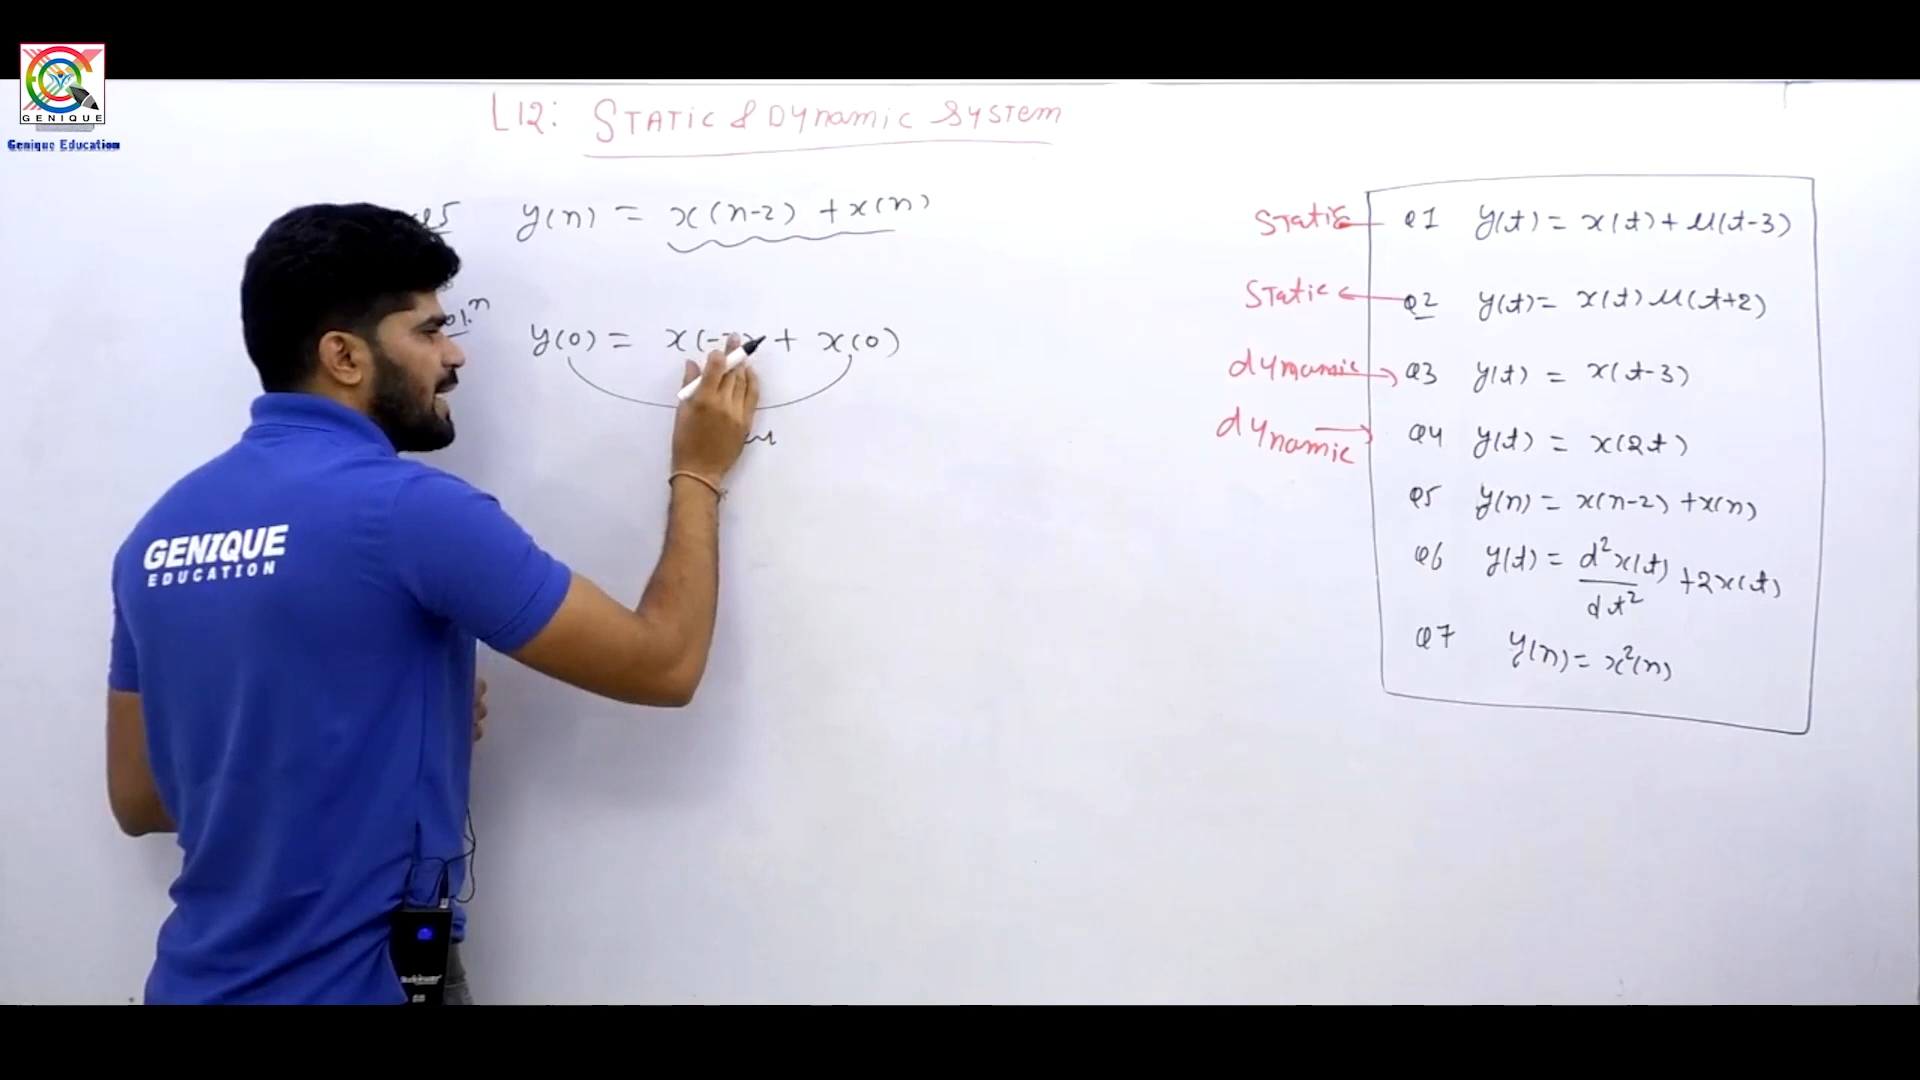 GENIQUE
Genique Education
L12: STATIC & DYNAMIC SYSTEM
Q5 y(n) = x(n-2) + x(n)
y(0) = x(-2) + x(0)
GENIQUE
EDUCATION
Static Q1 y(t) = x(t) + u(t-3)
Static Q2 y(t) = x(t) u(t+2)
dynamic Q3 y(t) = x(t-3)
dynamic Q4 y(t) = x(2t)
Q5 y(n) = x(n-2) + x(n)
Q6 y(t) = d²x(t)/dt² + 2x(t)
Q7 y(n) = x²(n)